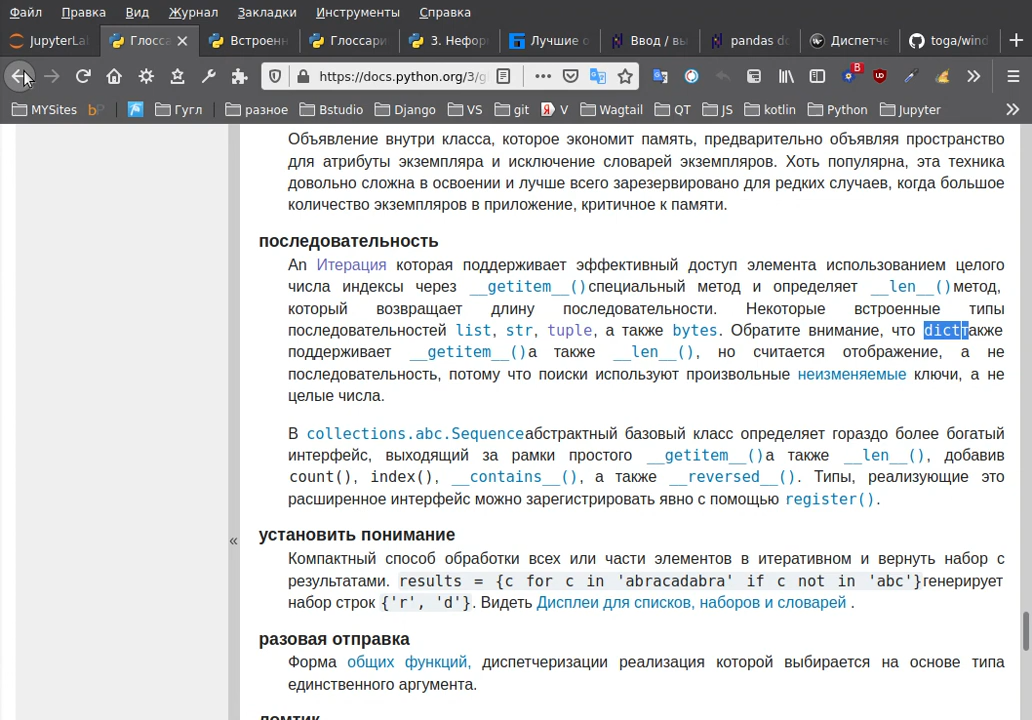 Файл Правка Вид Журнал Закладки Инструменты Справка
JupyterLa Глосса Встроен Глоссари 3. Нефор Лучшие Ввод / вы pandas d Диспетч toga/wind
https://docs.python.org/3/g
MYSites bP Гугл разное Bstudio Django VS git V Wagtail QT JS kotlin Python Jupyter
Объявление внутри класса, которое экономит память, предварительно объявляя пространство
для атрибуты экземпляра и исключение словарей экземпляров. Хоть популярна, эта техника
довольно сложна в освоении и лучше всего зарезервировано для редких случаев, когда большое
количество экземпляров в приложение, критичное к памяти.
последовательность
An Итерация которая поддерживает эффективный доступ элемента использованием целого
числа индексы через __getitem__()специальный метод и определяет __len__()метод,
который возвращает длину последовательности. Некоторые встроенные типы
последовательностей list, str, tuple, а также bytes. Обратите внимание, что dictтакже
поддерживает __getitem__()а также __len__(), но считается отображение, а не
последовательность, потому что поиски используют произвольные неизменяемые ключи, а не
целые числа.
В collections.abc.Sequenceабстрактный базовый класс определяет гораздо более богатый
интерфейс, выходящий за рамки простого __getitem__()а также __len__(), добавив
count(), index(), __contains__(), а также __reversed__(). Типы, реализующие это
расширенное интерфейс можно зарегистрировать явно с помощью register().
«
установить понимание
Компактный способ обработки всех или части элементов в итеративном и вернуть набор с
результатами. results = {c for c in 'abracadabra' if c not in 'abc'}генерирует
набор строк {'r', 'd'}. Видеть Дисплеи для списков, наборов и словарей .
разовая отправка
Форма общих функций, диспетчеризации реализация которой выбирается на основе типа
единственного аргумента.
ломтик